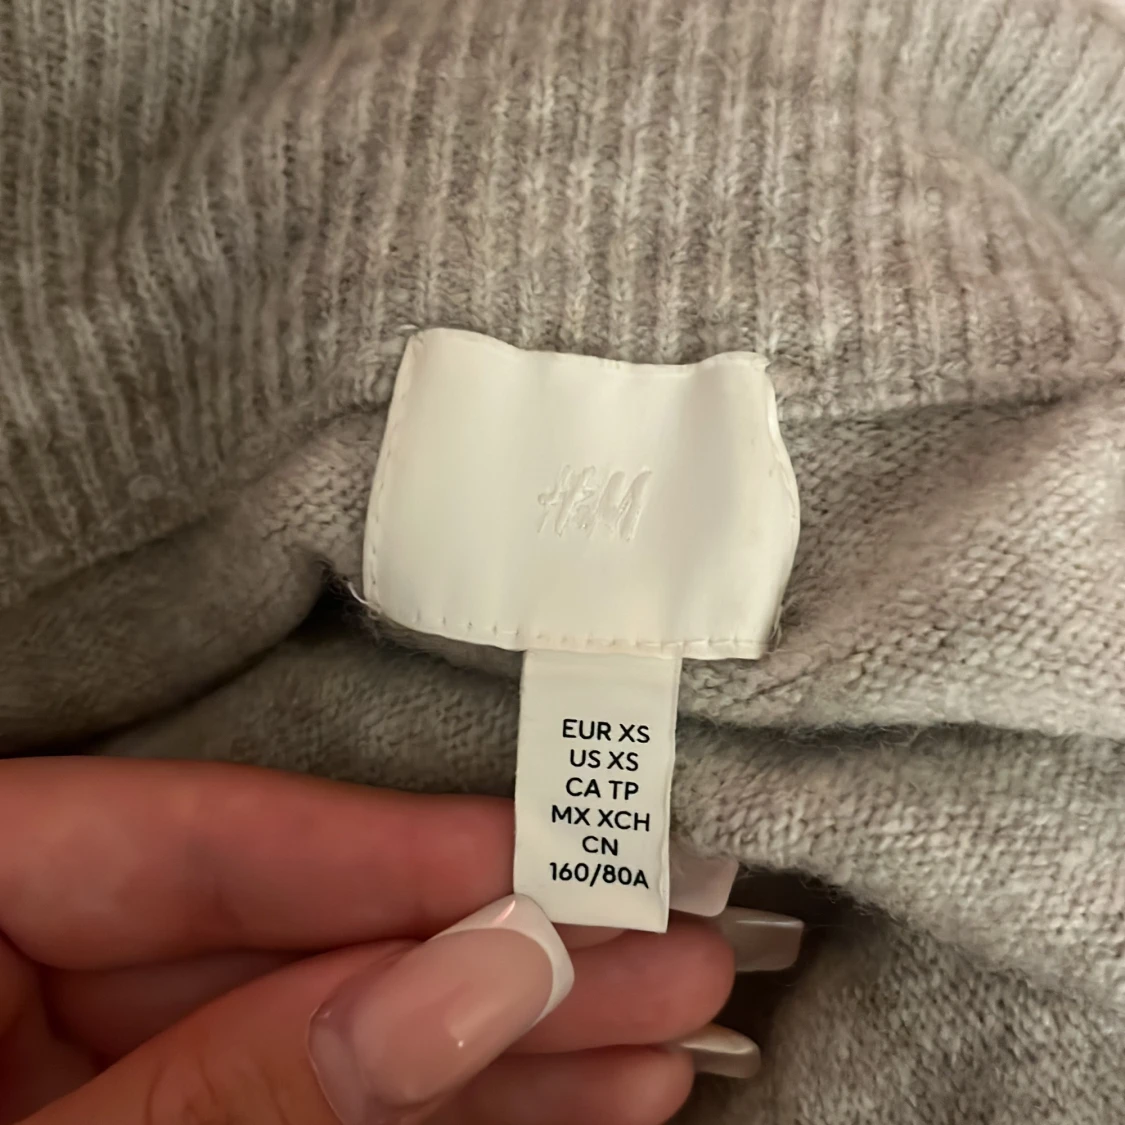 H&M
EUR XS
US XS
CA TP
MX XCH
CN
160/80A